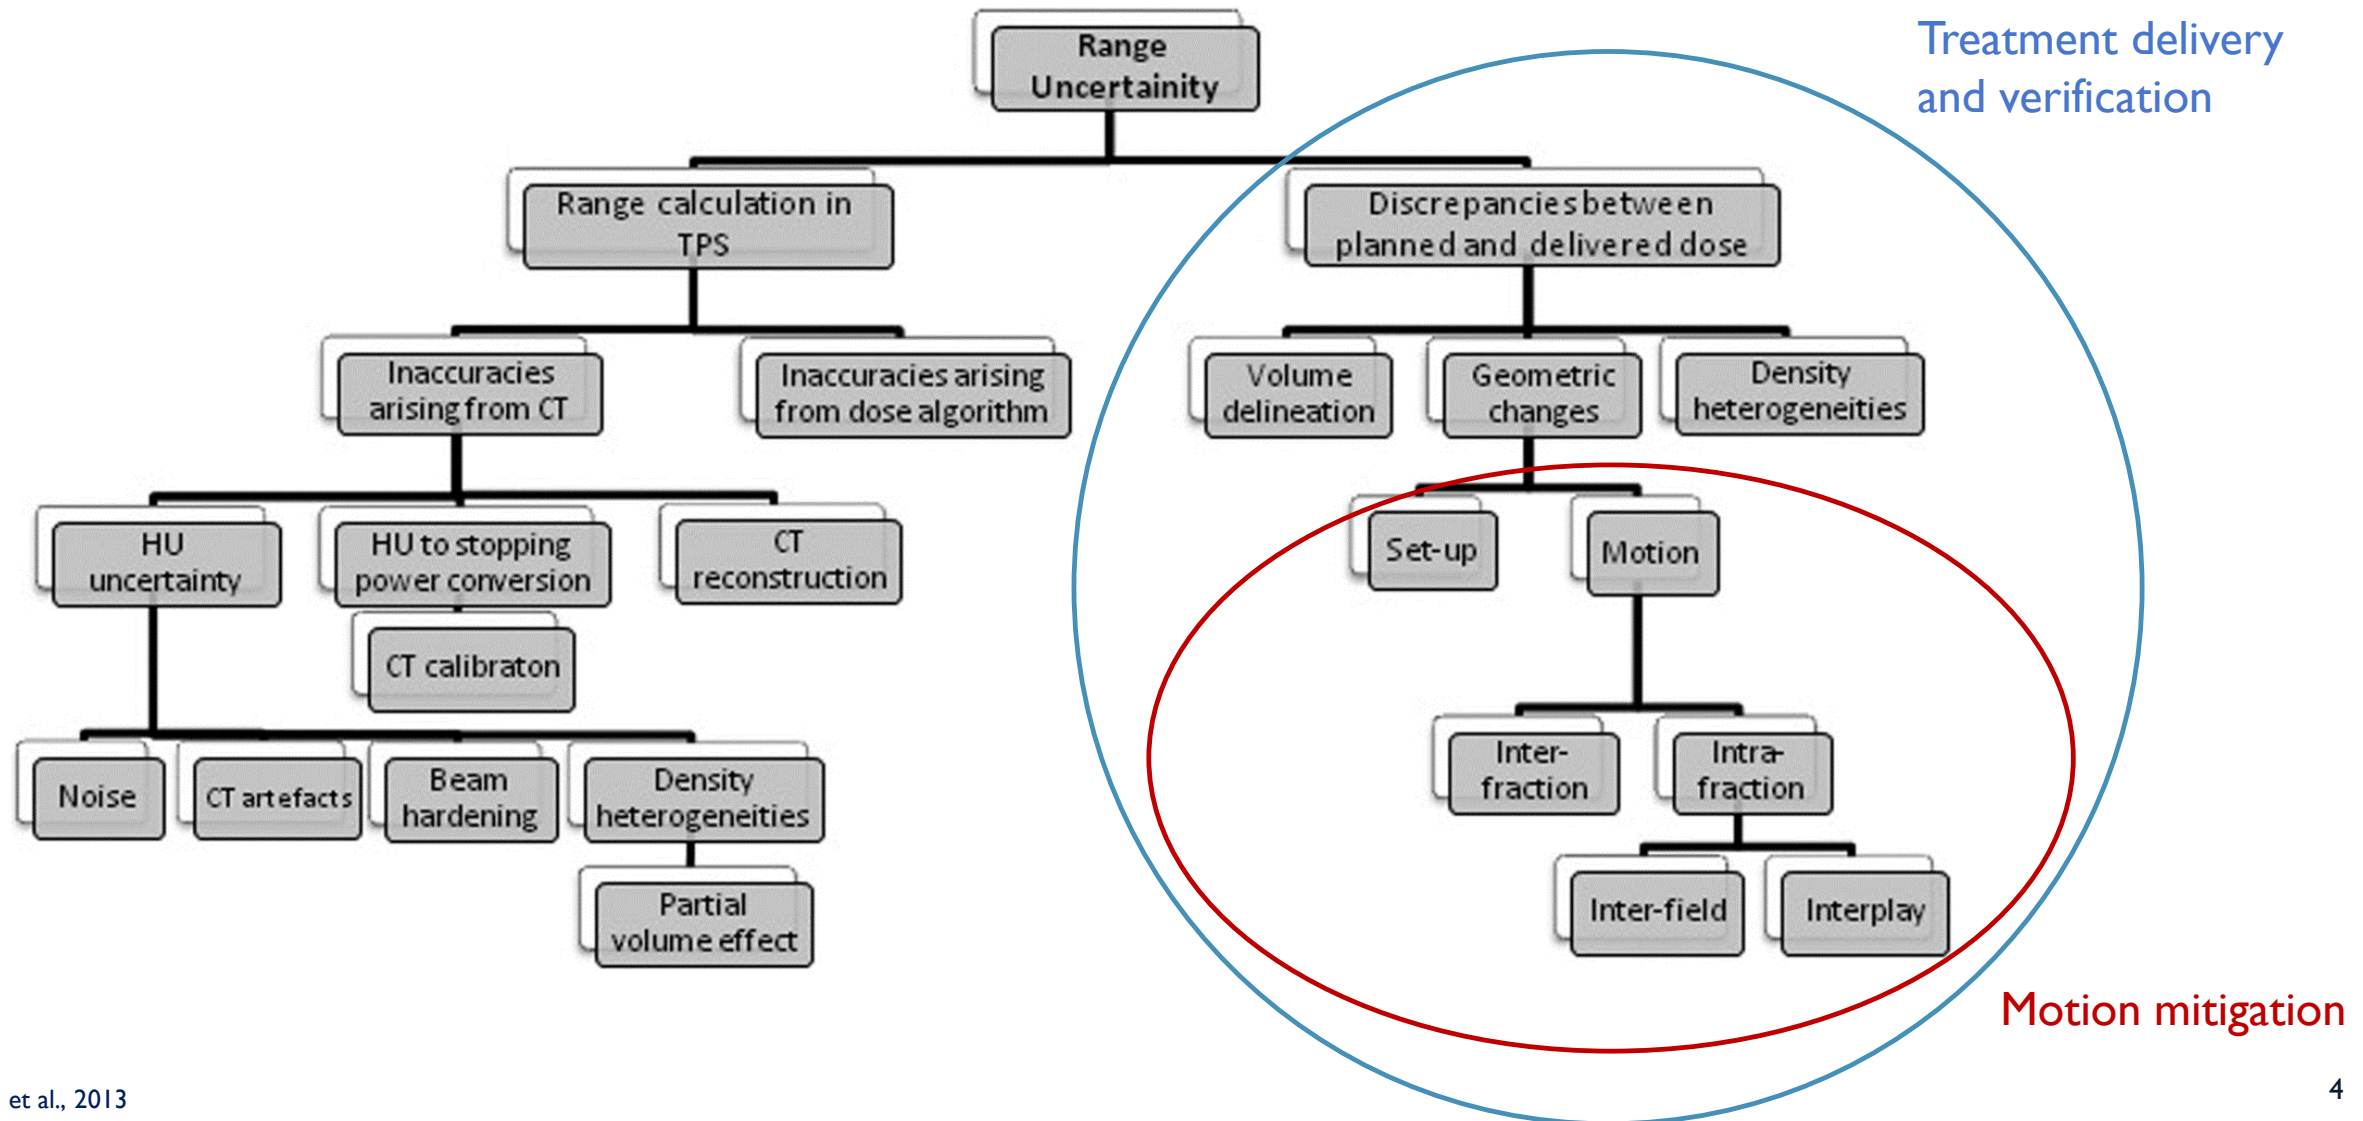 Treatment delivery
and verification
Range
Uncertainity
Range calculation in
TPS
Discrepancies between
planned and delivered dose
Inaccuracies
arising from CT
Inaccuracies arising
from dose algorithm
Volume
delineation
Geometric
changes
Density
heterogeneities
HU
uncertainty
HU to stopping
power conversion
CT
reconstruction
Set-up
Motion
CT calibraton
Inter-
fraction
Intra-
fraction
Noise
CT artefacts
Beam
hardening
Density
heterogeneities
Partial
volume effect
Inter-field
Interplay
Motion mitigation
et al., 2013
4